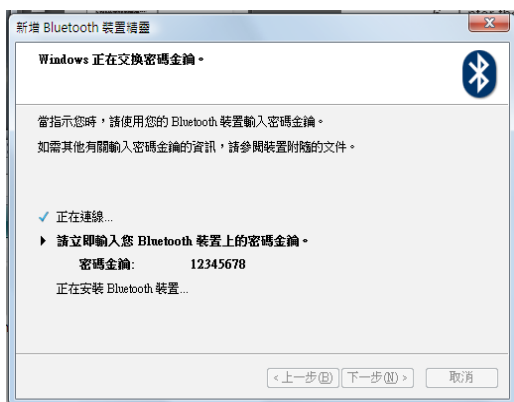 新增 Bluetooth 裝置精靈
Windows 正在交換密碼金鑰。
當指示您時，請使用您的 Bluetooth 裝置輸入密碼金鑰。
如需其他有關輸入密碼金鑰的資訊，請參閱裝置附隨的文件。
正在連線...
請立即輸入您 Bluetooth 裝置上的密碼金鑰。
密碼金鑰: 12345678
正在安裝 Bluetooth 裝置...
<上一步(B) 下一步(N)> 取消